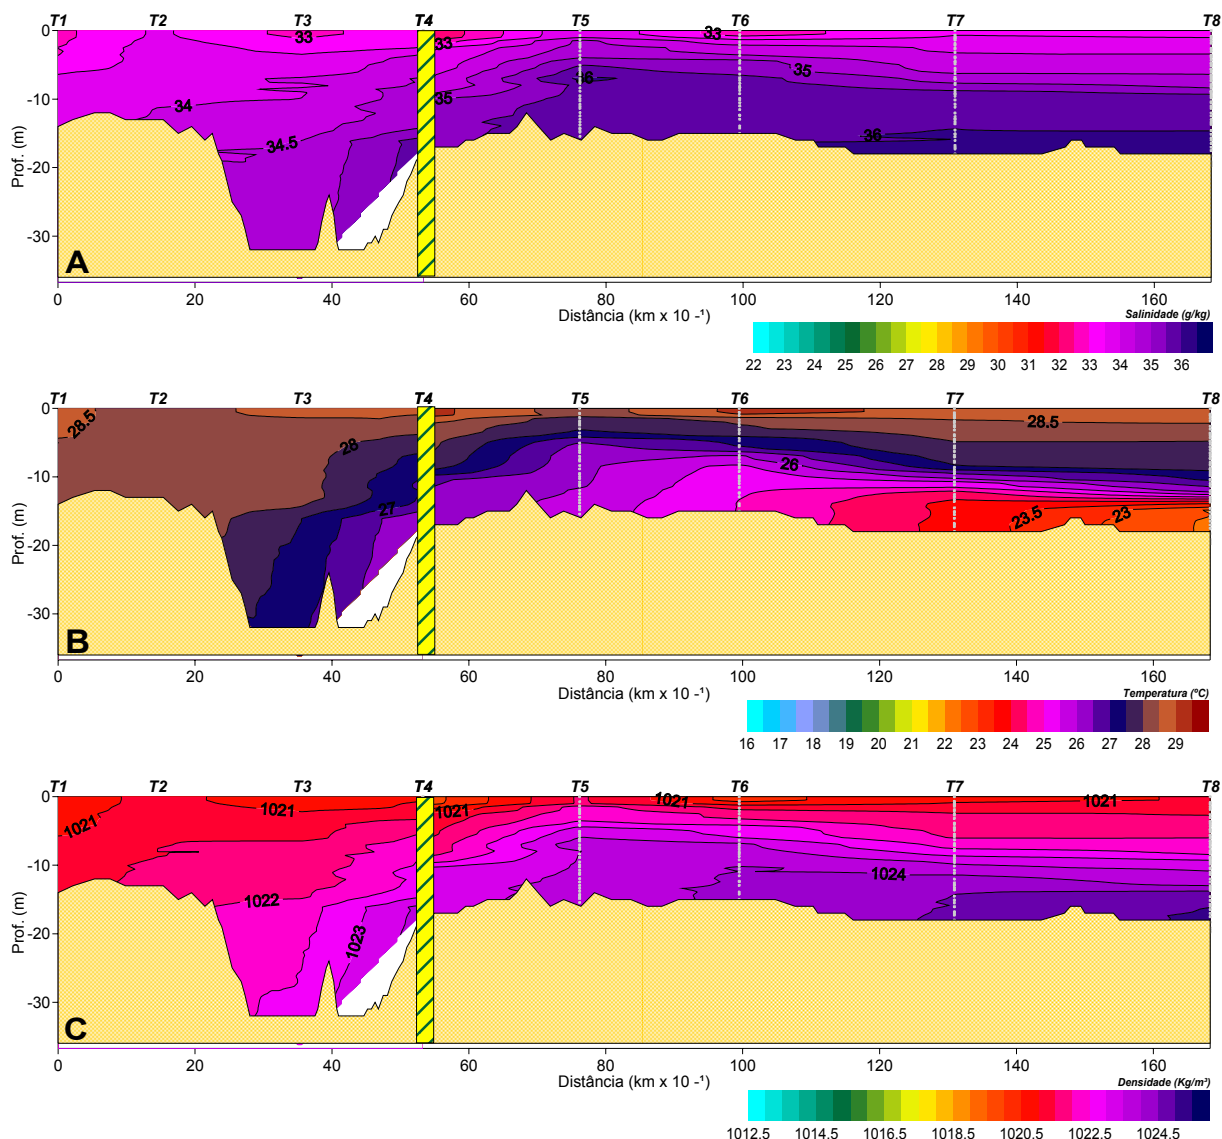 T1 T2 T3 T4 T5 T6 T7 T8
0
33 33 33
35
36
-10
34 35
36
34.5
-20
-30
Prof. (m)
A
0 20 40 60 80 100 120 140 160
Distância (km x 10 -¹)
Salinidade (g/kg)
22 23 24 25 26 27 28 29 30 31 32 33 34 35 36
T1 T2 T3 T4 T5 T6 T7 T8
0
28.5 28.5
28
26
-10
27
23.5 23
-20
-30
Prof. (m)
B
0 20 40 60 80 100 120 140 160
Distância (km x 10 -¹)
Temperatura (ºC)
16 17 18 19 20 21 22 23 24 25 26 27 28 29
T1 T2 T3 T4 T5 T6 T7 T8
0
1021 1021 1021 1021 1021
-10
1024
1022
1023
-20
-30
Prof. (m)
C
0 20 40 60 80 100 120 140 160
Distância (km x 10 -¹)
Densidade (Kg/m³)
1012.5 1014.5 1016.5 1018.5 1020.5 1022.5 1024.5